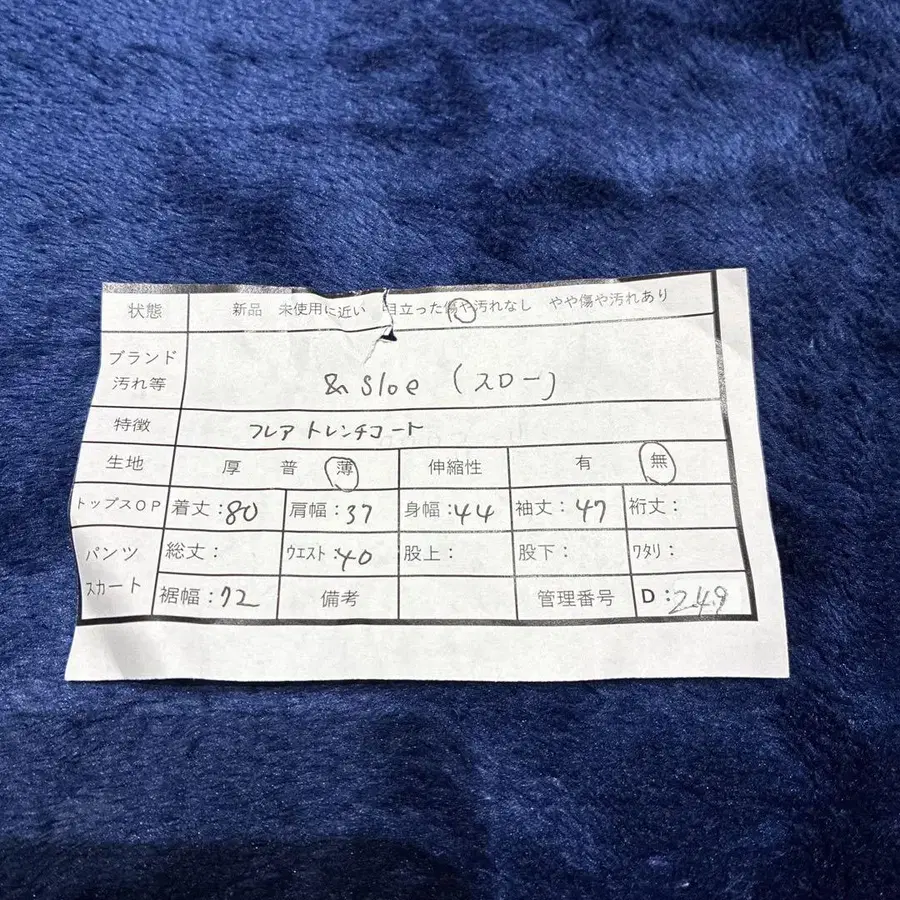 状態 新品 未使用に近い 目立った傷や汚れなし やや傷や汚れあり
ブランド
汚れ等 & Sloe (スロー)
特徴 フレアトレンチコート
生地 厚 普 薄 伸縮性 有 無
トップスOP 着丈:80 肩幅:37 身幅:44 袖丈:47 裄丈:
パンツ 総丈: ウエスト:40 股上: 股下: ワタリ:
スカート 裾幅:72 備考 管理番号 D:249